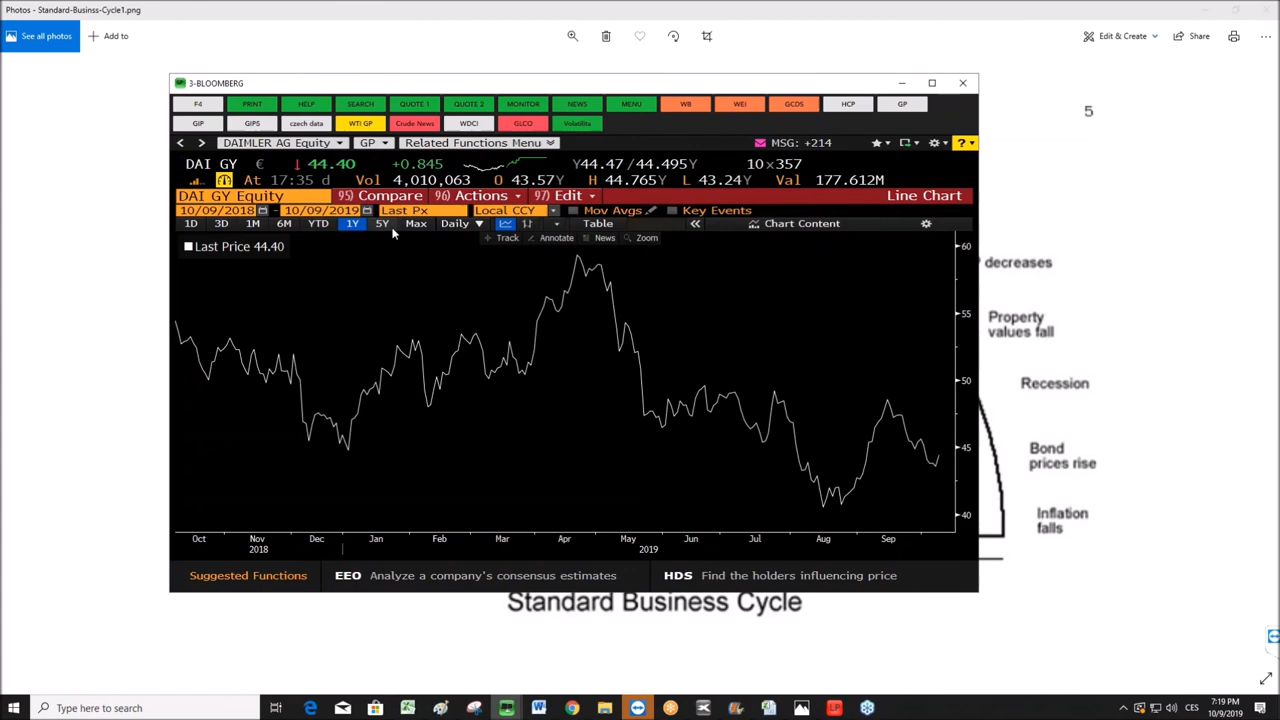 Photos - Standard-Businss-Cycle1.png
See all photos
Add to
Edit & Create
Share
3-BLOOMBERG
F4 PRINT HELP SEARCH QUOTE 1 QUOTE 2 MONITOR NEWS MENU WB WEI GCDS HCP GP
GIP GIP5 czech data WTI GP Crude News WDCI GLCO Volatilita
DAIMLER AG Equity GP Related Functions Menu MSG: +214
DAI GY € ↓ 44.40 +0.845 Y44.47 / 44.495Y 10x357
At 17:35 d Vol 4,010,063 O 43.57Y H 44.765Y L 43.24Y Val 177.612M
DAI GY Equity 95) Compare 96) Actions 97) Edit Line Chart
10/09/2018 - 10/09/2019 Last Px Local CCY Mov Avgs Key Events
1D 3D 1M 6M YTD 1Y 5Y Max Daily Table Chart Content
Track Annotate News Zoom
Last Price 44.40
60
55
50
45
40
Oct Nov Dec Jan Feb Mar Apr May Jun Jul Aug Sep
2018 2019
Suggested Functions EEO Analyze a company's consensus estimates HDS Find the holders influencing price
5
decreases
Property
values fall
Recession
Bond
prices rise
Inflation
falls
Standard Business Cycle
Type here to search
CES
7:19 PM
10/9/2019